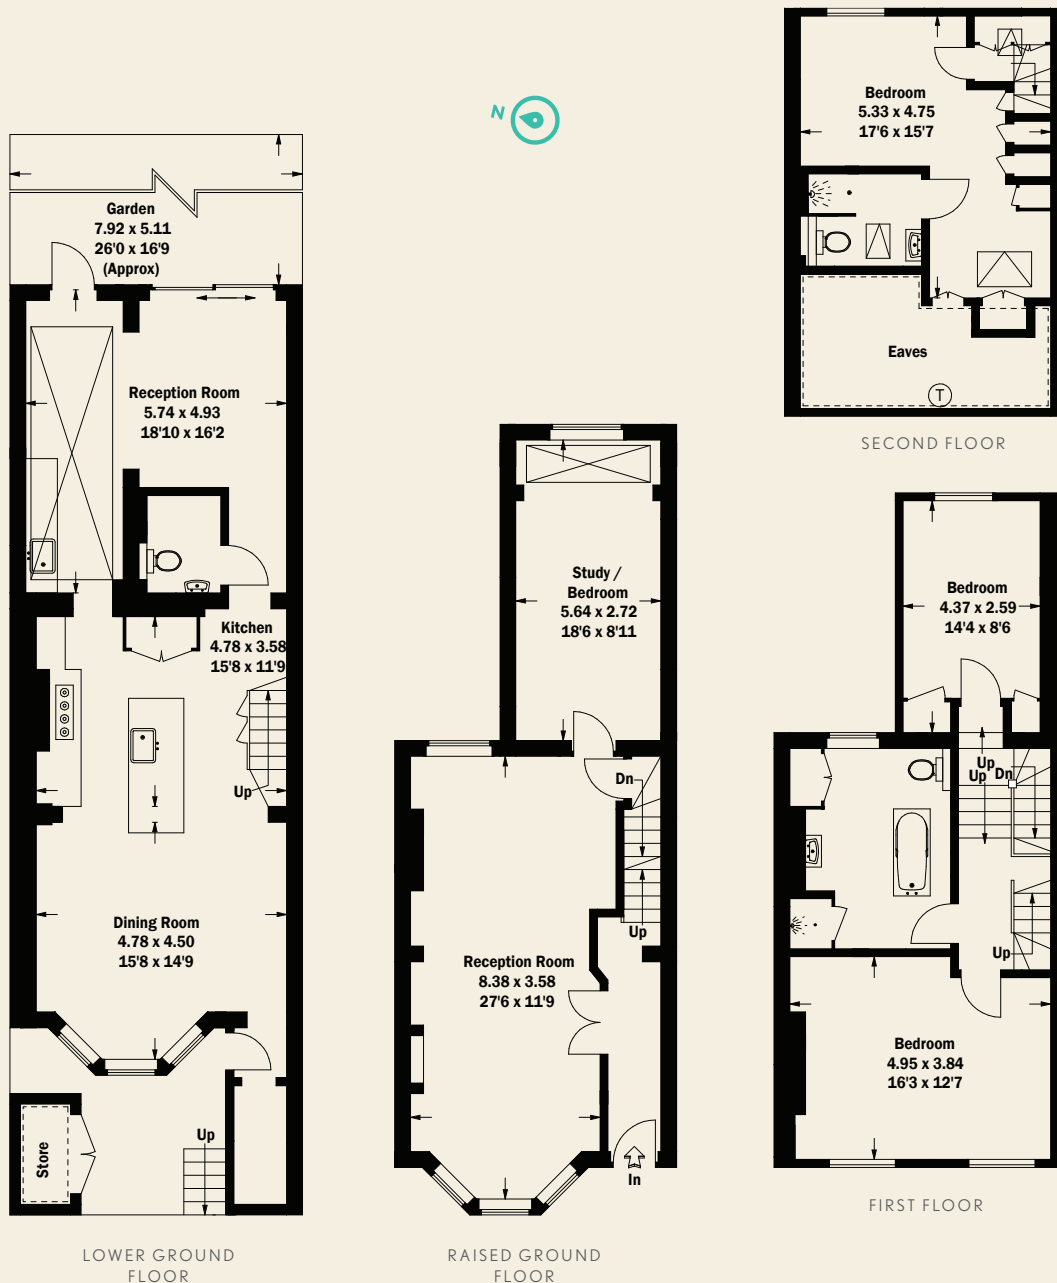 N
Garden
7.92 x 5.11
26'0 x 16'9
(Approx)
Reception Room
5.74 x 4.93
18'10 x 16'2
Kitchen
4.78 x 3.58
15'8 x 11'9
Up
Dining Room
4.78 x 4.50
15'8 x 14'9
Up
Store
LOWER GROUND
FLOOR
Study /
Bedroom
5.64 x 2.72
18'6 x 8'11
Dn
Up
Reception Room
8.38 x 3.58
27'6 x 11'9
In
RAISED GROUND
FLOOR
Bedroom
5.33 x 4.75
17'6 x 15'7
Eaves
T
SECOND FLOOR
Bedroom
4.37 x 2.59
14'4 x 8'6
Up
Up Dn
Up
Bedroom
4.95 x 3.84
16'3 x 12'7
FIRST FLOOR